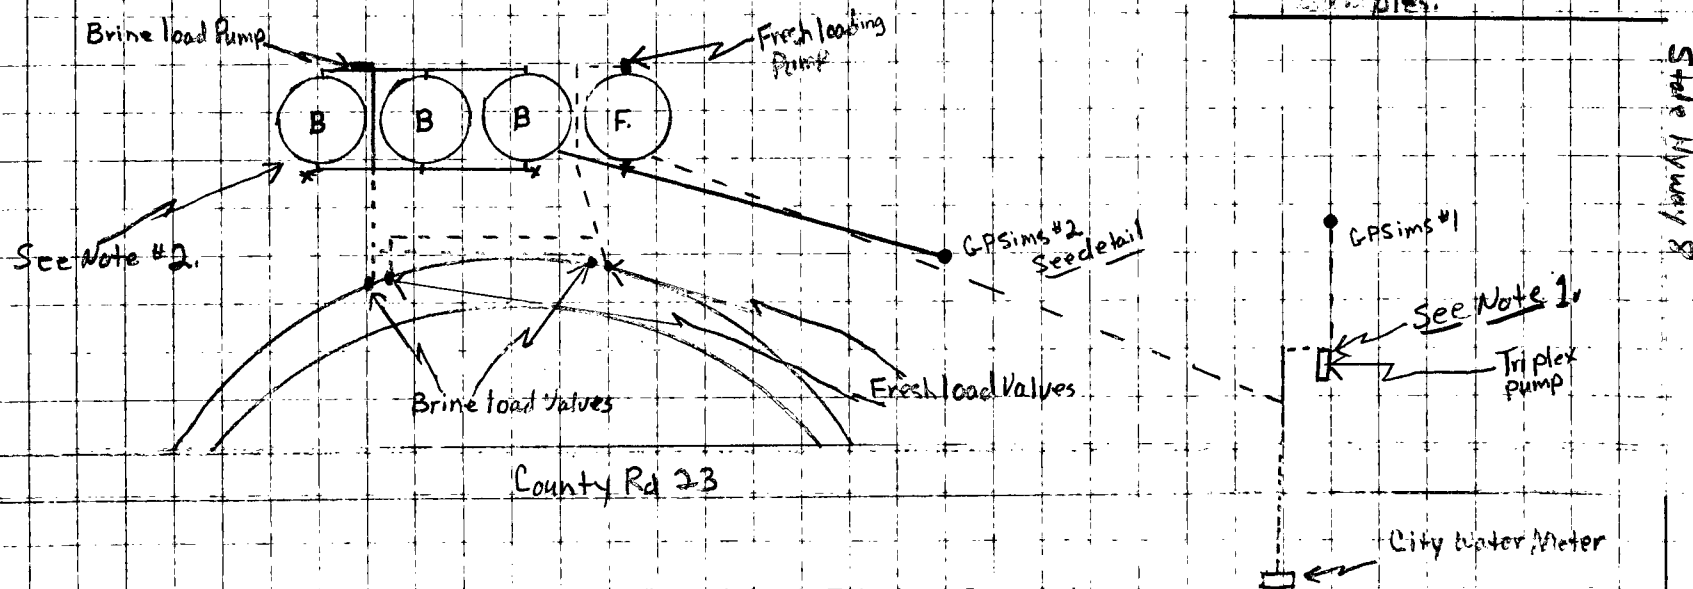 Brine load Pump
Fresh loading
Pump
State Hyway 8
B
B
B
F.
See Note #2.
GPSims #2
See detail
GPSims #1
See Note 1.
Triplex
pump
Brine load Valves
Fresh load Valves
County Rd 23
City Water Meter